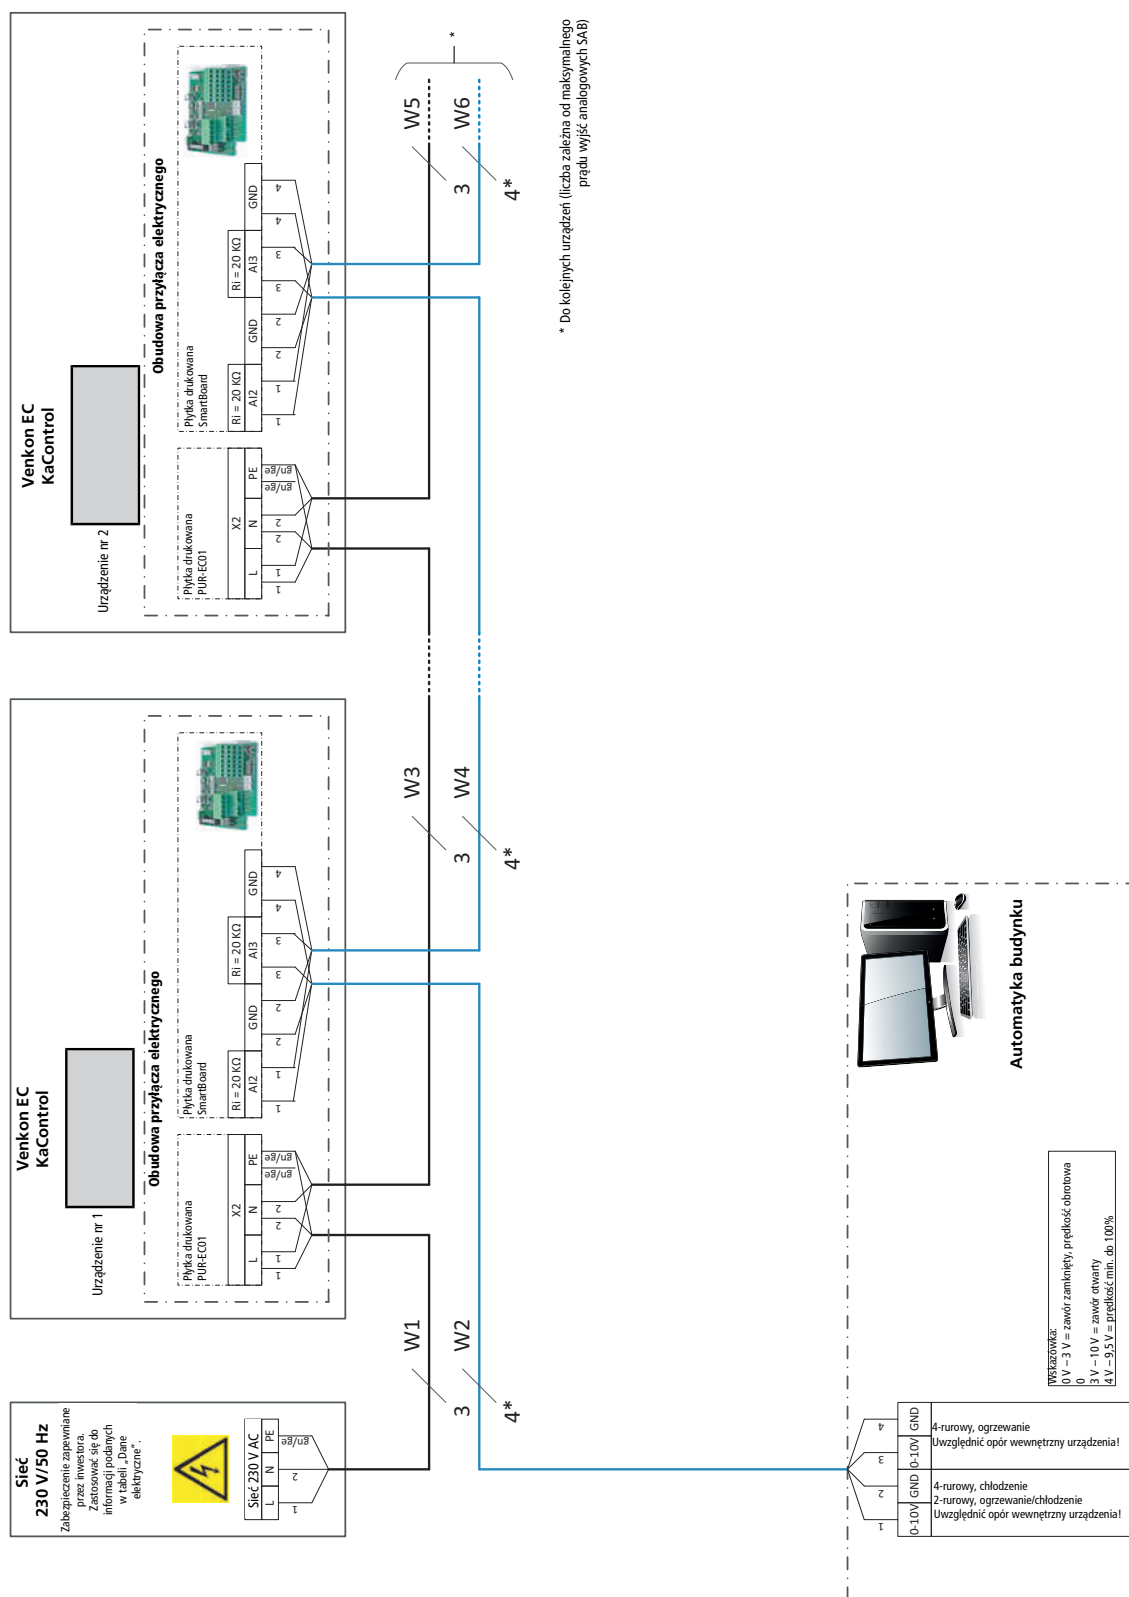 Sieć
230 V/50 Hz
Zabezpieczenie zapewniane
przez inwestora.
Zastosować się do
informacji podanych
w tabeli „Dane
elektryczne”.
Sieć 230 V AC
L N PE
1 2 gn/ge
Venkon EC
KaControl
Urządzenie nr 1
Obudowa przyłącza elektrycznego
Płytka drukowana
PUR-EC01
X2
L N PE
1 1 2 2 gn/ge gn/ge
Płytka drukowana
SmartBoard
Ri = 20 KΩ Ri = 20 KΩ
AI2 GND AI3 GND
1 1 2 2 3 3 4 4
Venkon EC
KaControl
Urządzenie nr 2
Obudowa przyłącza elektrycznego
Płytka drukowana
PUR-EC01
X2
L N PE
1 1 2 2 gn/ge gn/ge
Płytka drukowana
SmartBoard
Ri = 20 KΩ Ri = 20 KΩ
AI2 GND AI3 GND
1 1 2 2 3 3 4 4
W1 W3 W5
3 3 3
W2 W4 W6
4* 4* 4*
*
* Do kolejnych urządzeń (liczba zależna od maksymalnego
prądu wyjść analogowych SAB)
1 2 3 4
0-10V GND 0-10V GND
4-rurowy, chłodzenie
2-rurowy, ogrzewanie/chłodzenie
Uwzględnić opór wewnętrzny urządzenia!
4-rurowy, ogrzewanie
Uwzględnić opór wewnętrzny urządzenia!
Wskazówka:
0 V – 3 V = zawór zamknięty, prędkość obrotowa
0
3 V – 10 V = zawór otwarty
4 V – 9,5 V = prędkość min. do 100%
Automatyka budynku